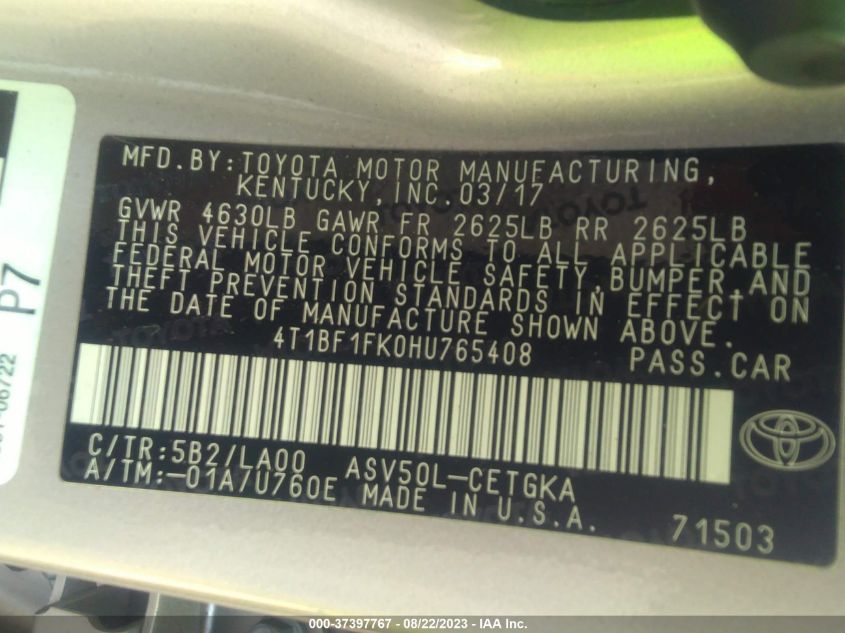 MFD.BY:TOYOTA MOTOR MANUFACTURING,
KENTUCKY, INC 03/17
GVWR 4630LB GAWR FR 2625LB RR 2625LB
THIS VEHICLE CONFORMS TO ALL APPLICABLE
FEDERAL MOTOR VEHICLE SAFETY,BUMPER,AND
THEFT PREVENTION STANDARDS IN EFFECT ON
THE DATE OF MANUFACTURE SHOWN ABOVE.
4T1BF1FK0HU765408 PASS.CAR
C/TR:5B2/LA00 ASV50L-CETGKA
A/TM:-01A/U760E MADE IN U.S.A. 71503
P7
06722
TOYOTA
000-37397767 / 08/22/2023 - IAA Inc.